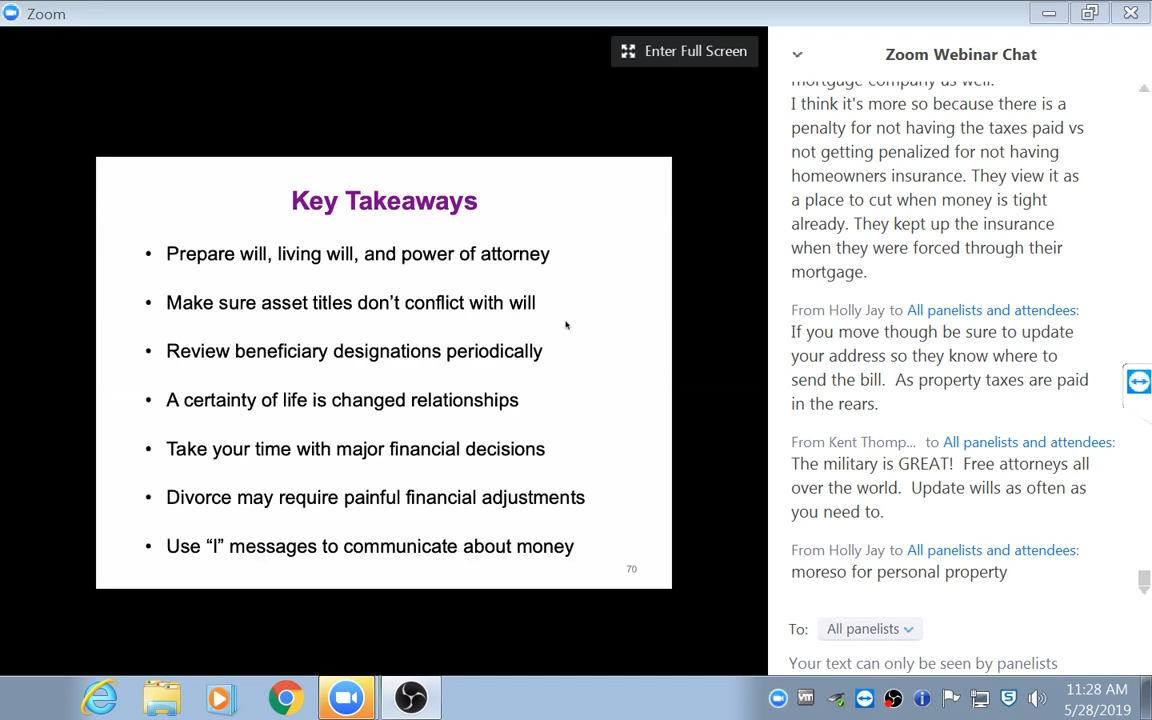 Zoom
Enter Full Screen
Key Takeaways
• Prepare will, living will, and power of attorney
• Make sure asset titles don’t conflict with will
• Review beneficiary designations periodically
• A certainty of life is changed relationships
• Take your time with major financial decisions
• Divorce may require painful financial adjustments
• Use “I” messages to communicate about money
70
Zoom Webinar Chat
mortgage company as well.
I think it's more so because there is a
penalty for not having the taxes paid vs
not getting penalized for not having
homeowners insurance. They view it as
a place to cut when money is tight
already. They kept up the insurance
when they were forced through their
mortgage.
From Holly Jay to All panelists and attendees:
If you move though be sure to update
your address so they know where to
send the bill.  As property taxes are paid
in the rears.
From Kent Thomp... to All panelists and attendees:
The military is GREAT!  Free attorneys all
over the world.  Update wills as often as
you need to.
From Holly Jay to All panelists and attendees:
moreso for personal property
To: All panelists
Your text can only be seen by panelists
11:28 AM
5/28/2019